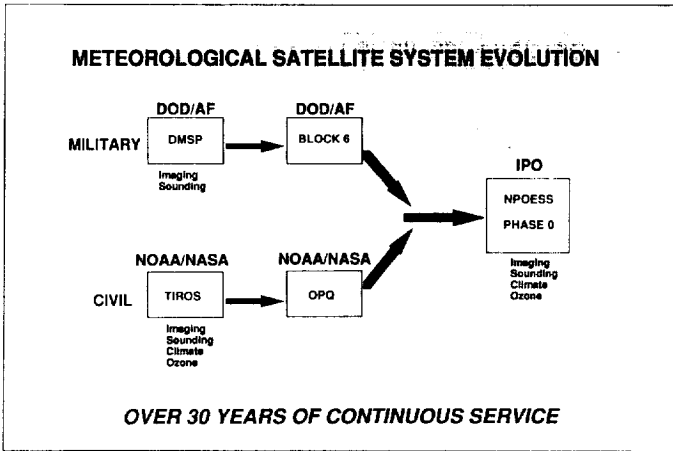 METEOROLOGICAL SATELLITE SYSTEM EVOLUTION
DOD/AF
DOD/AF
MILITARY
DMSP
BLOCK 6
Imaging
Sounding
IPO
NPOESS
PHASE 0
Imaging
Sounding
Climate
Ozone
NOAA/NASA
NOAA/NASA
CIVIL
TIROS
OPQ
Imaging
Sounding
Climate
Ozone
OVER 30 YEARS OF CONTINUOUS SERVICE